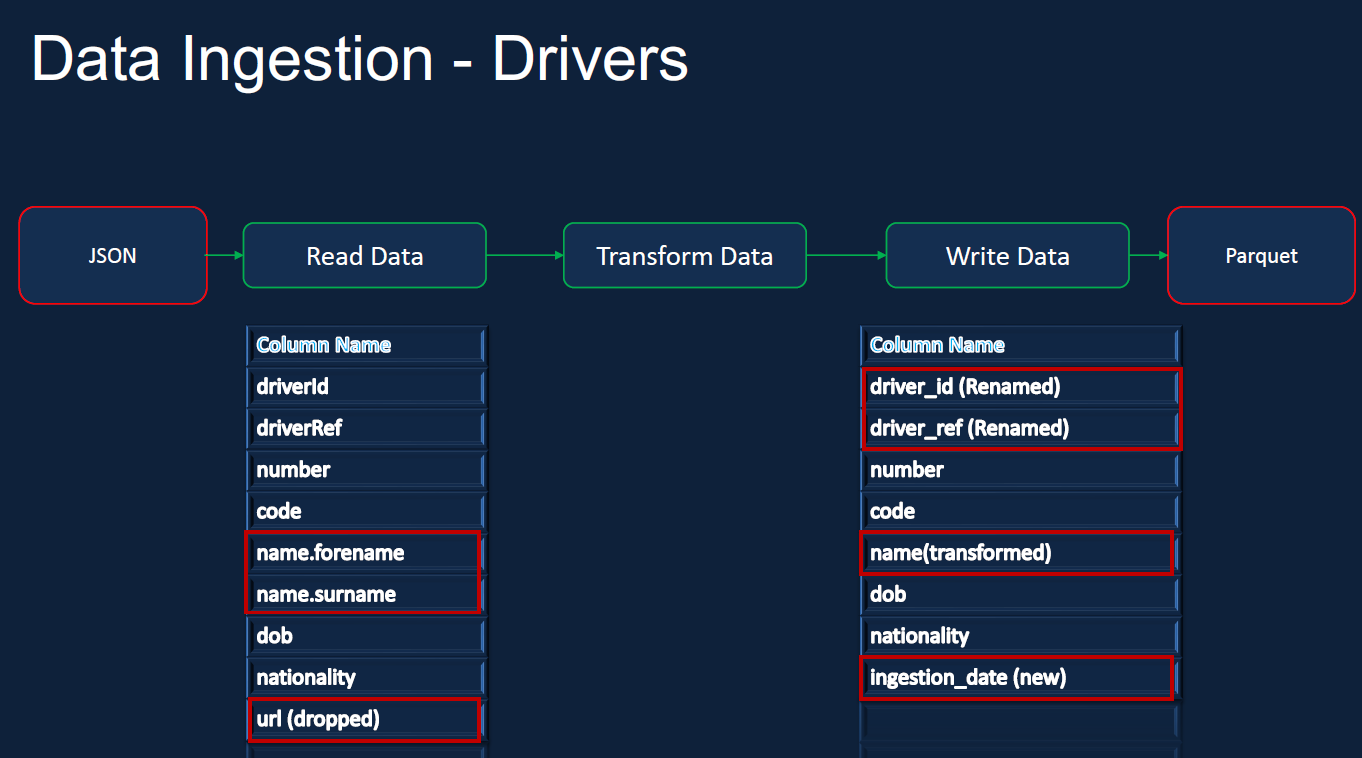 Data Ingestion - Drivers
JSON
Read Data
Transform Data
Write Data
Parquet
Column Name
driverId
driverRef
number
code
name.forename
name.surname
dob
nationality
url (dropped)
Column Name
driver_id (Renamed)
driver_ref (Renamed)
number
code
name(transformed)
dob
nationality
ingestion_date (new)